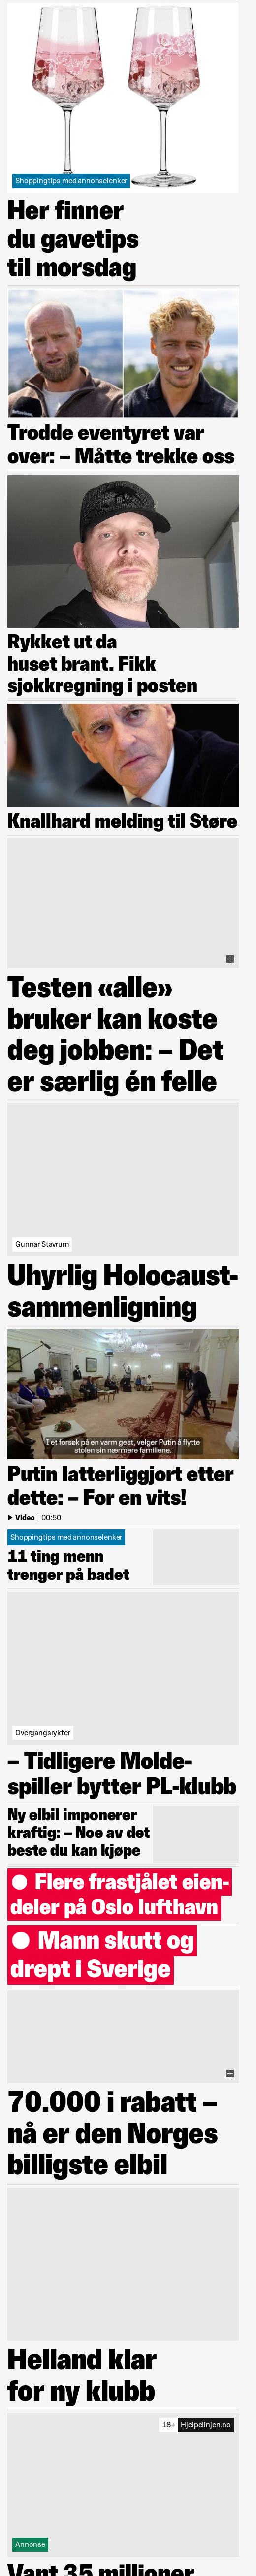 Shoppingtips med annonselenker
Her finner
du gavetips
til morsdag
Trodde eventyret var
over: – Måtte trekke oss
Rykket ut da
huset brant. Fikk
sjokkregning i posten
Knallhard melding til Støre
Testen «alle»
bruker kan koste
deg jobben: – Det
er særlig én felle
Gunnar Stavrum
Uhyrlig Holocaust-
sammenligning
I et forsøk på en varm gest, velger Putin å flytte
stolen sin nærmere familiene.
Putin latterliggjort etter
dette: – For en vits!
Video | 00:50
Shoppingtips med annonselenker
11 ting menn
trenger på badet
Overgangsrykter
– Tidligere Molde-
spiller bytter PL-klubb
Ny elbil imponerer
kraftig: – Noe av det
beste du kan kjøpe
Flere frastjålet eien-
deler på Oslo lufthavn
Mann skutt og
drept i Sverige
70.000 i rabatt –
nå er den Norges
billigste elbil
Helland klar
for ny klubb
18+ Hjelpelinjen.no
Annonse
Vant 35 millioner